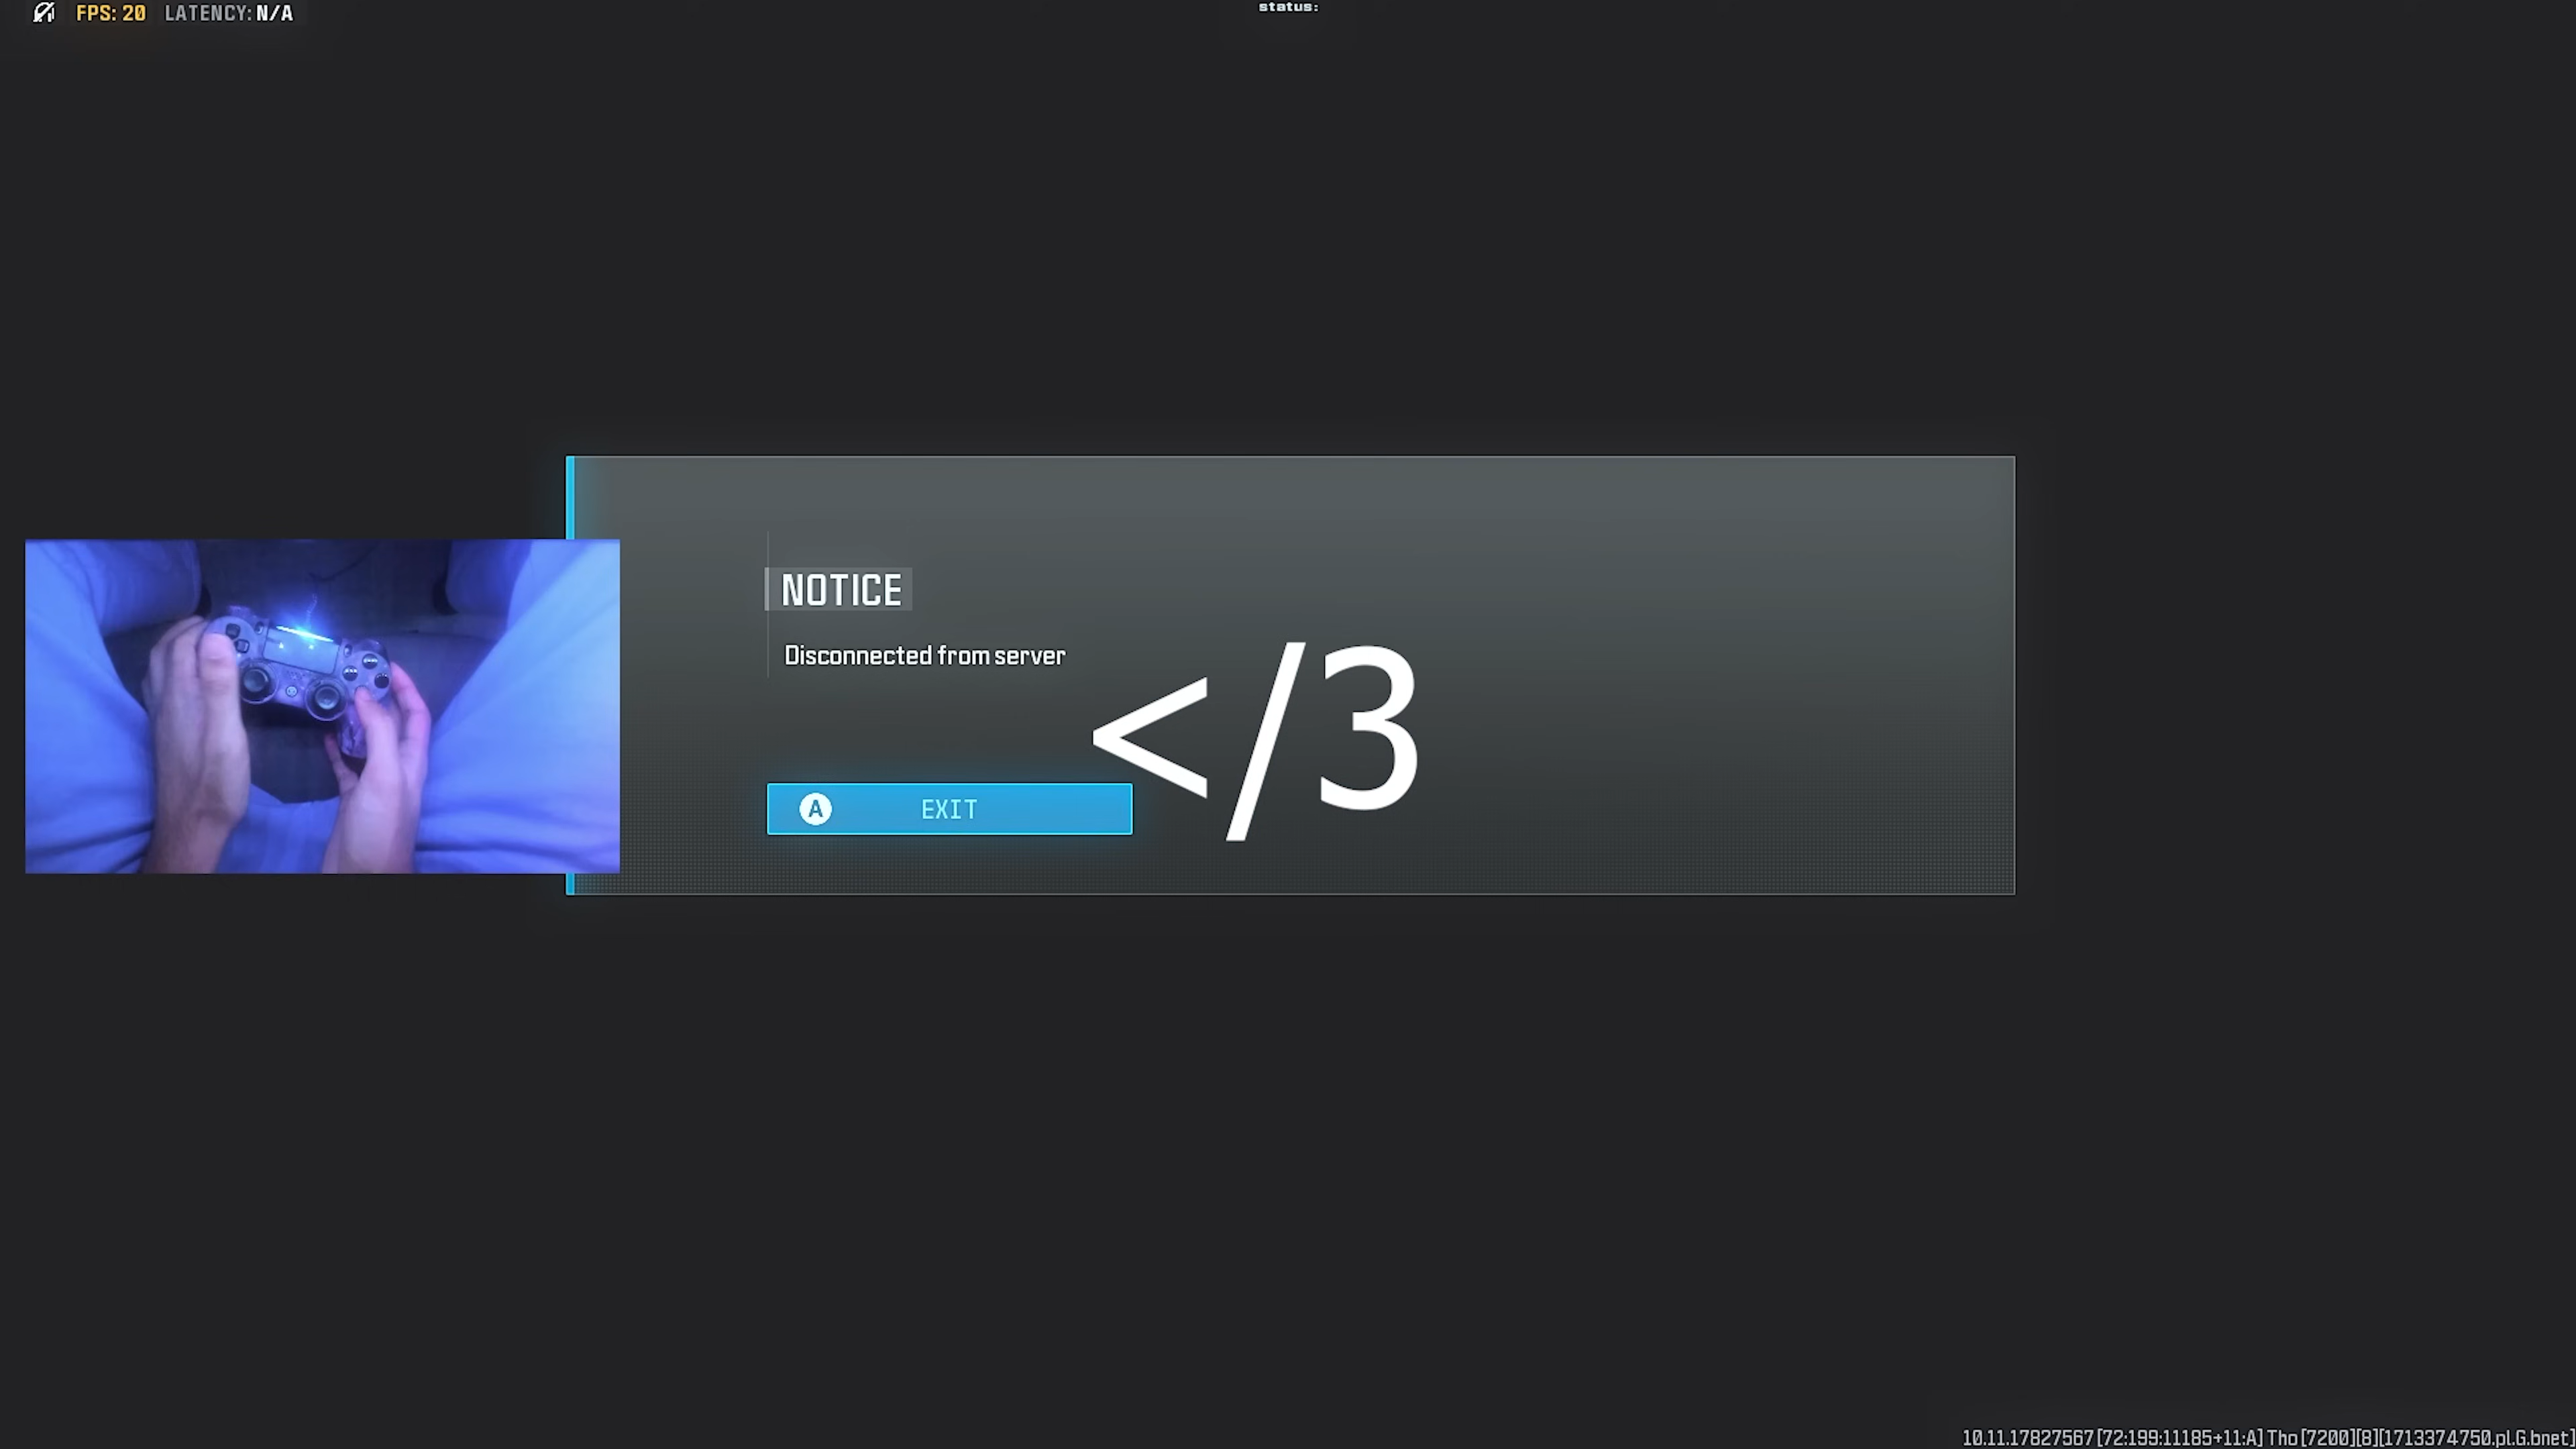 FPS: 20 LATENCY: N/A
status:
NOTICE
Disconnected from server
</3
A EXIT
10.11.17827567 [72:199:11185+11:A] Tho [7200][8][1713374750.pl.G.bnet]